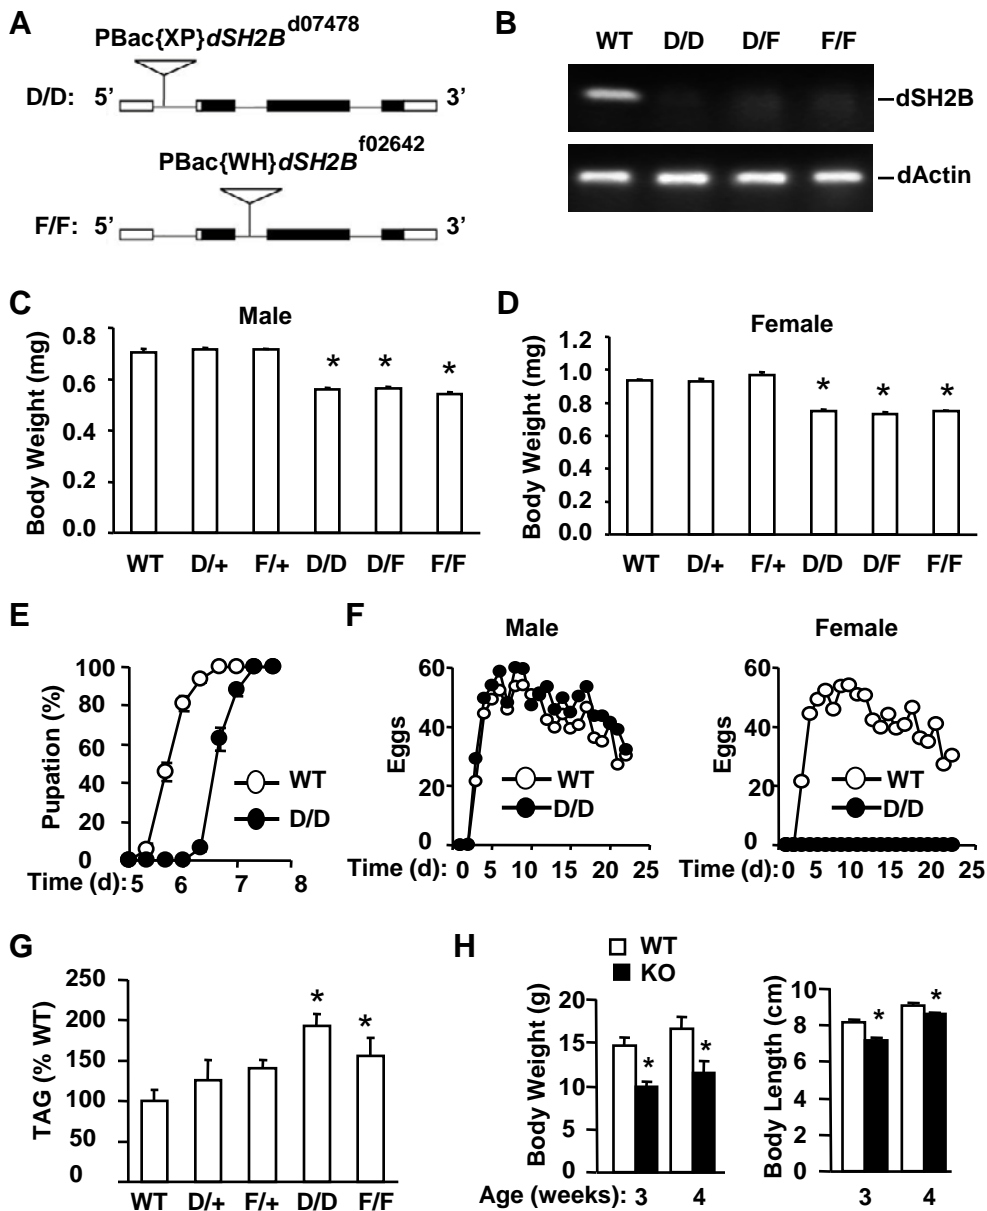 A
PBac{XP}dSH2B^d07478
D/D: 5’ 3’
PBac{WH}dSH2B^f02642
F/F: 5’ 3’
B
WT D/D D/F F/F
dSH2B
dActin
C
Male
Body Weight (mg)
0.8
0.6
0.4
0.2
0.0
* * *
WT D/+ F/+ D/D D/F F/F
D
Female
Body Weight (mg)
1.2
1.0
0.8
0.6
0.4
0.2
0.0
* * *
WT D/+ F/+ D/D D/F F/F
E
Pupation (%)
100
80
60
40
20
0
WT
D/D
Time (d): 5 6 7 8
F
Male
Eggs
60
40
20
0
WT
D/D
Time (d): 0 5 10 15 20 25
Female
Eggs
60
40
20
0
WT
D/D
Time (d): 0 5 10 15 20 25
G
TAG (% WT)
250
200
150
100
50
0
* *
WT D/+ F/+ D/D F/F
H
WT
KO
Body Weight (g)
20
15
10
5
0
* *
Age (weeks): 3 4
Body Length (cm)
10
8
6
4
2
0
* *
3 4